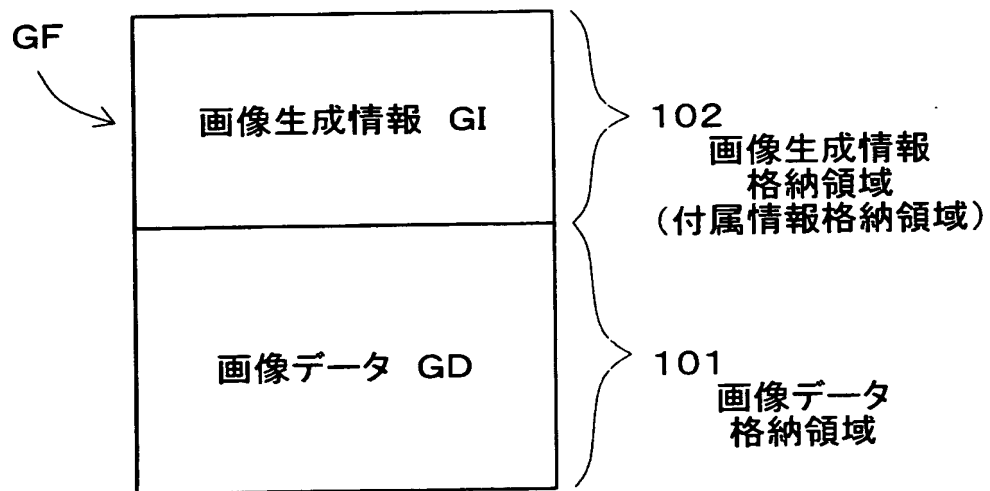 GF
画像生成情報 GI
102
画像生成情報
格納領域
(付属情報格納領域)
画像データ GD
101
画像データ
格納領域